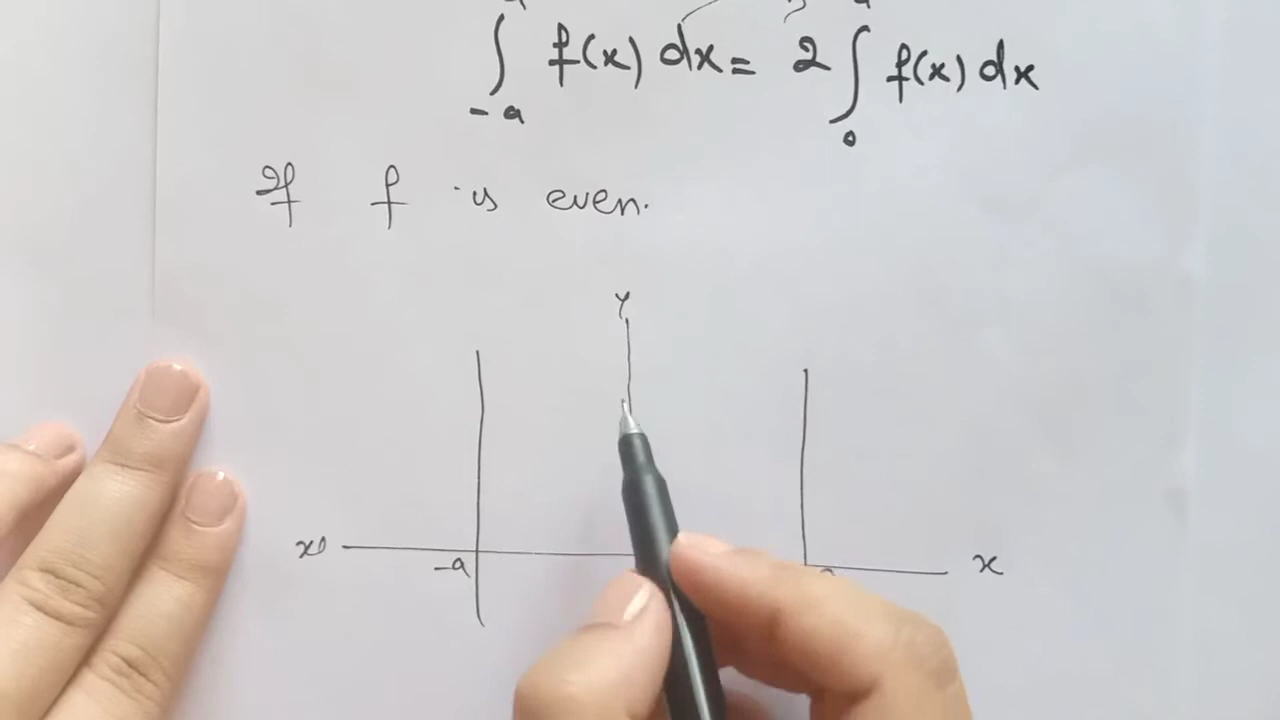 ∫ f(x) dx = 2 ∫ f(x) dx
-a 0
If f is even.
Y
x' x
-a